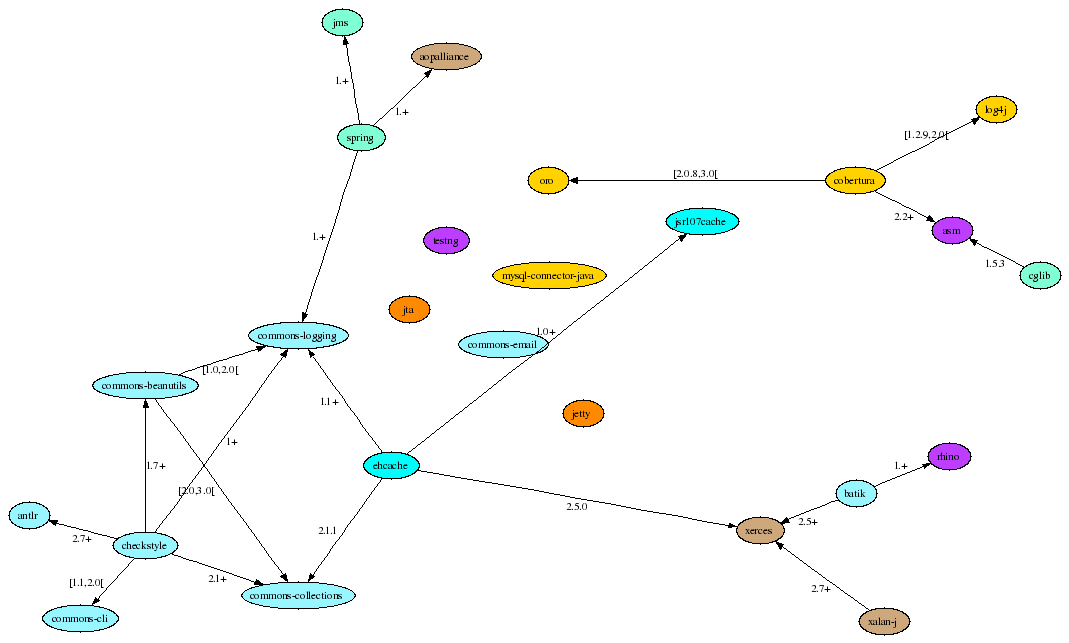 jms
aopalliance
1.+
1.+
log4j
[1.2.9,2.0[
spring
oro
[2.0.8,3.0[
cobertura
2.2+
jsr107cache
asm
1.+
testng
1.5.3
cglib
mysql-connector-java
jta
commons-logging
1.0+
commons-email
[1.0,2.0[
commons-beanutils
1.1+
jetty
1+
1.7+
ehcache
rhino
1.+
[2.0,3.0[
batik
2.5.0
2.5+
antlr
2.7+
2.1.1
xerces
checkstyle
2.1+
[1.1,2.0[
2.7+
commons-collections
commons-cli
xalan-j